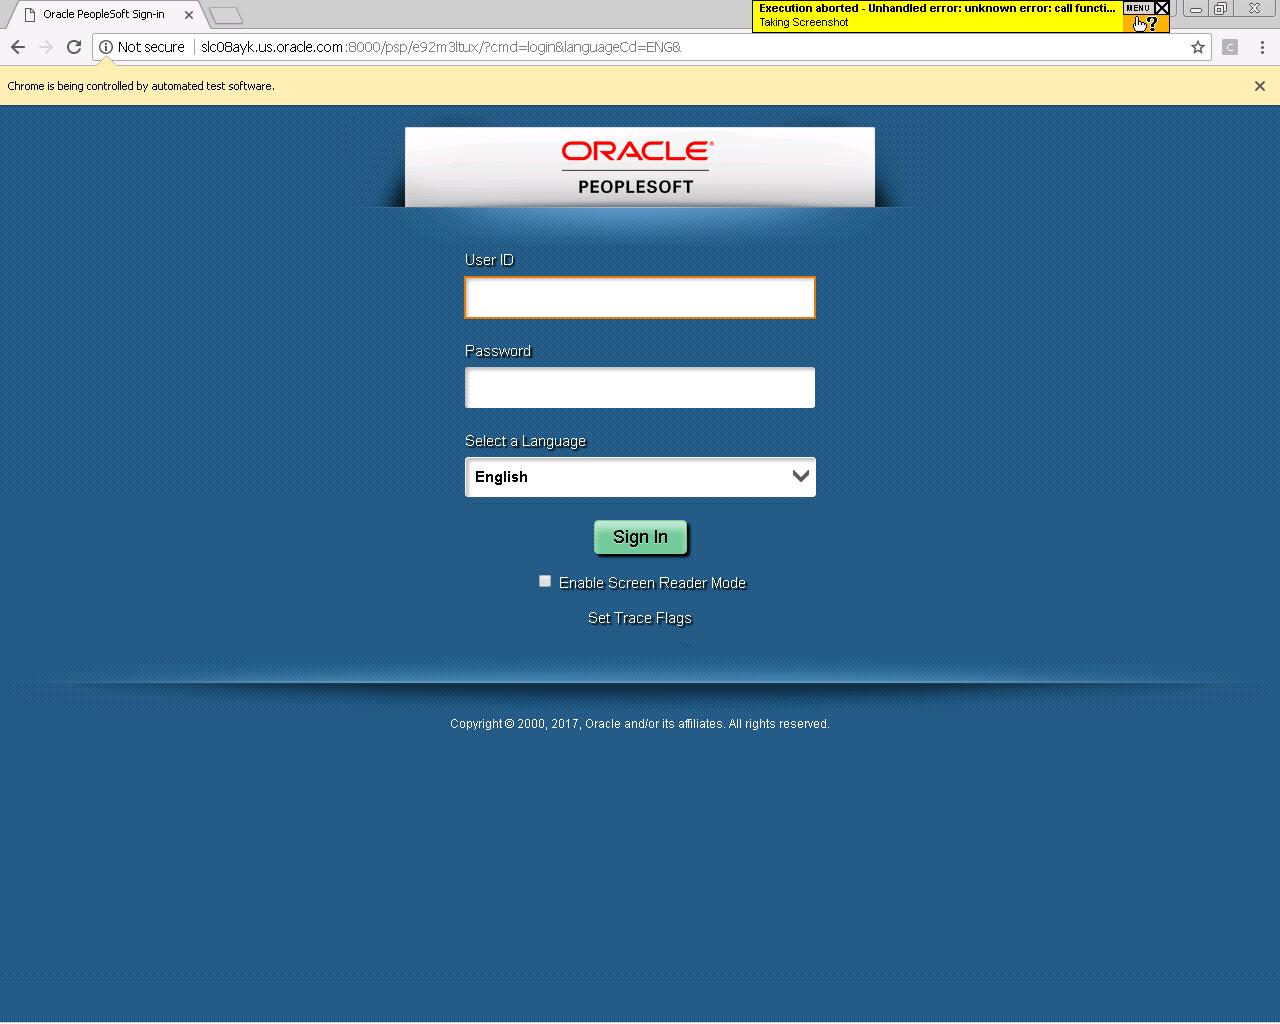 Oracle PeopleSoft Sign-in
Execution aborted - Unhandled error: unknown error: call functi...
MENU
Taking Screenshot
?
Not secure
slc08ayk.us.oracle.com:8000/psp/e92m3ltux/?cmd=login&languageCd=ENG&
C
Chrome is being controlled by automated test software.
ORACLE®
PEOPLESOFT
User ID
Password
Select a Language
English
Sign In
Enable Screen Reader Mode
Set Trace Flags
Copyright © 2000, 2017, Oracle and/or its affiliates. All rights reserved.